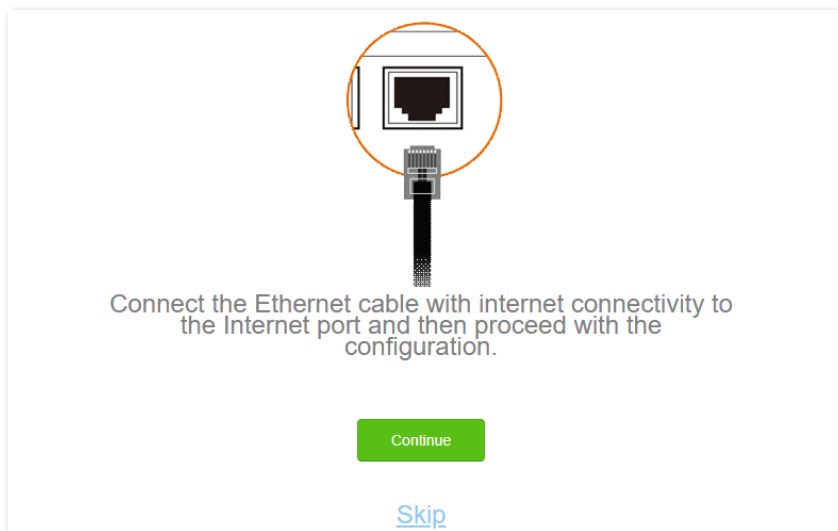 Connect the Ethernet cable with internet connectivity to
the Internet port and then proceed with the
configuration.
Continue
Skip